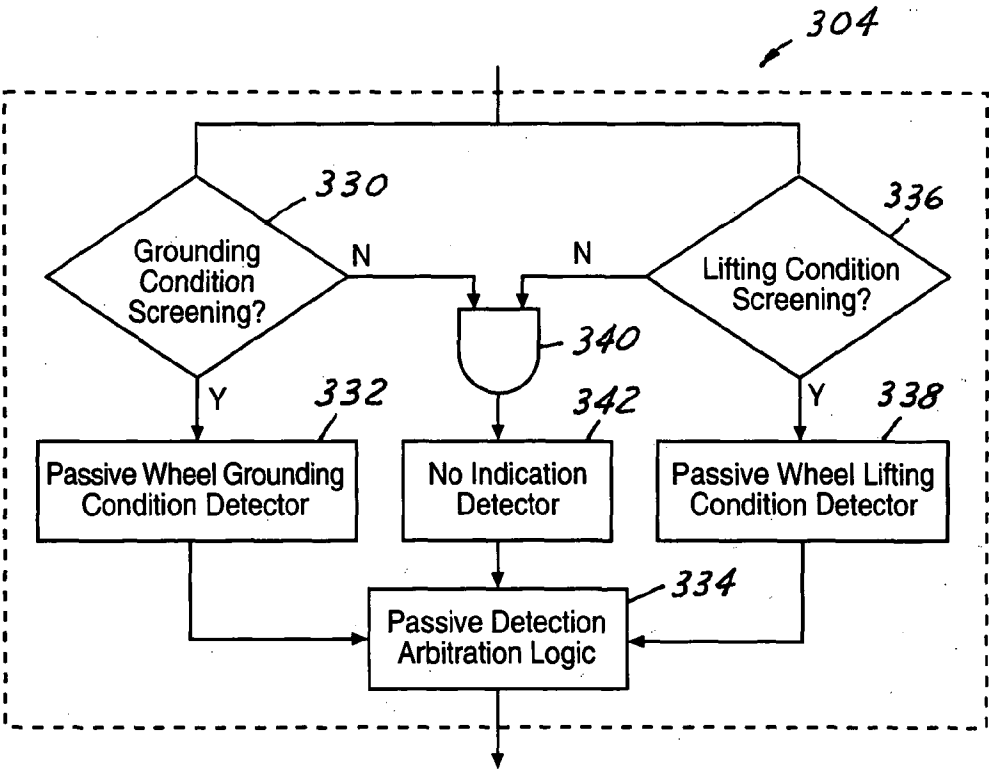 304
330
336
Grounding
Condition
Screening?
N
N
Lifting Condition
Screening?
340
Y
332
342
Y
338
Passive Wheel Grounding
Condition Detector
No Indication
Detector
Passive Wheel Lifting
Condition Detector
334
Passive Detection
Arbitration Logic